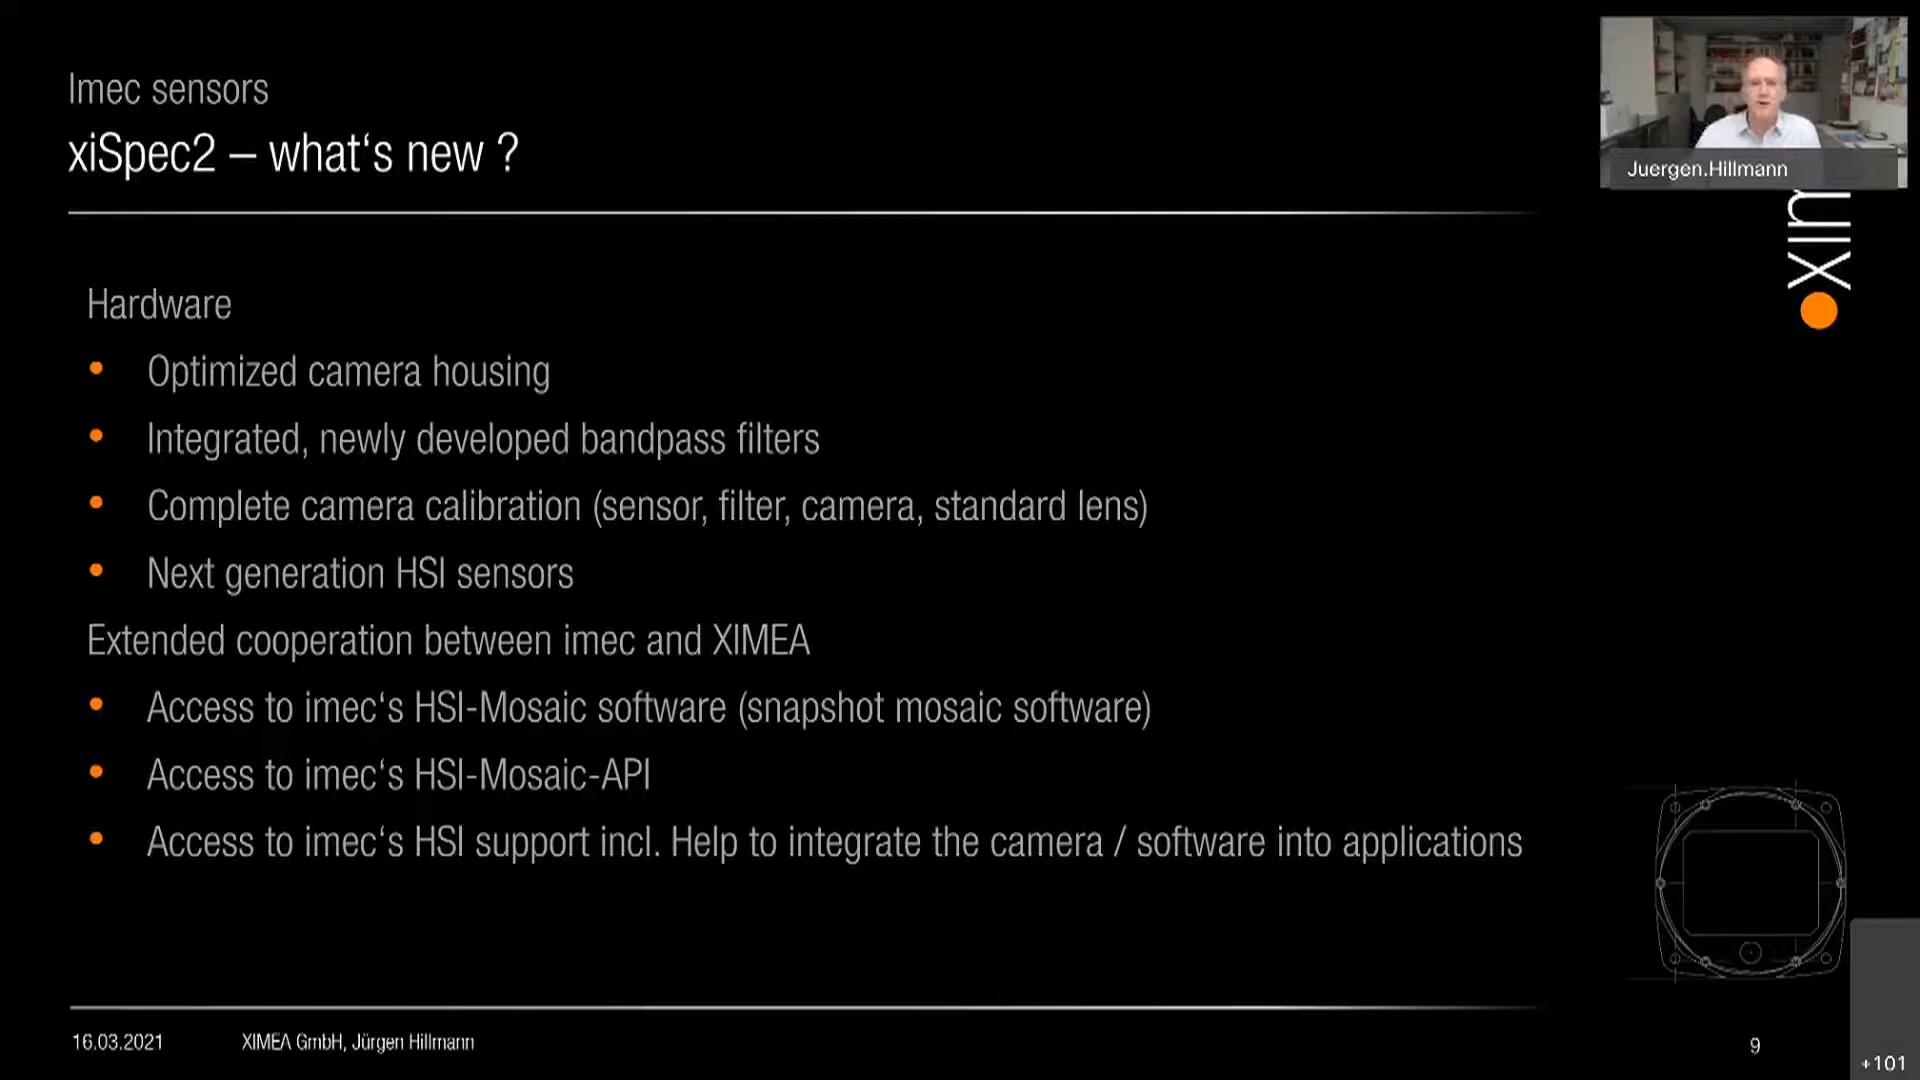 Imec sensors
xiSpec2 – what‘s new ?
Juergen.Hillmann
Hardware
• Optimized camera housing
• Integrated, newly developed bandpass filters
• Complete camera calibration (sensor, filter, camera, standard lens)
• Next generation HSI sensors
Extended cooperation between imec and XIMEA
• Access to imec‘s HSI-Mosaic software (snapshot mosaic software)
• Access to imec‘s HSI-Mosaic-API
• Access to imec‘s HSI support incl. Help to integrate the camera / software into applications
16.03.2021
XIMEA GmbH, Jürgen Hillmann
9
+101